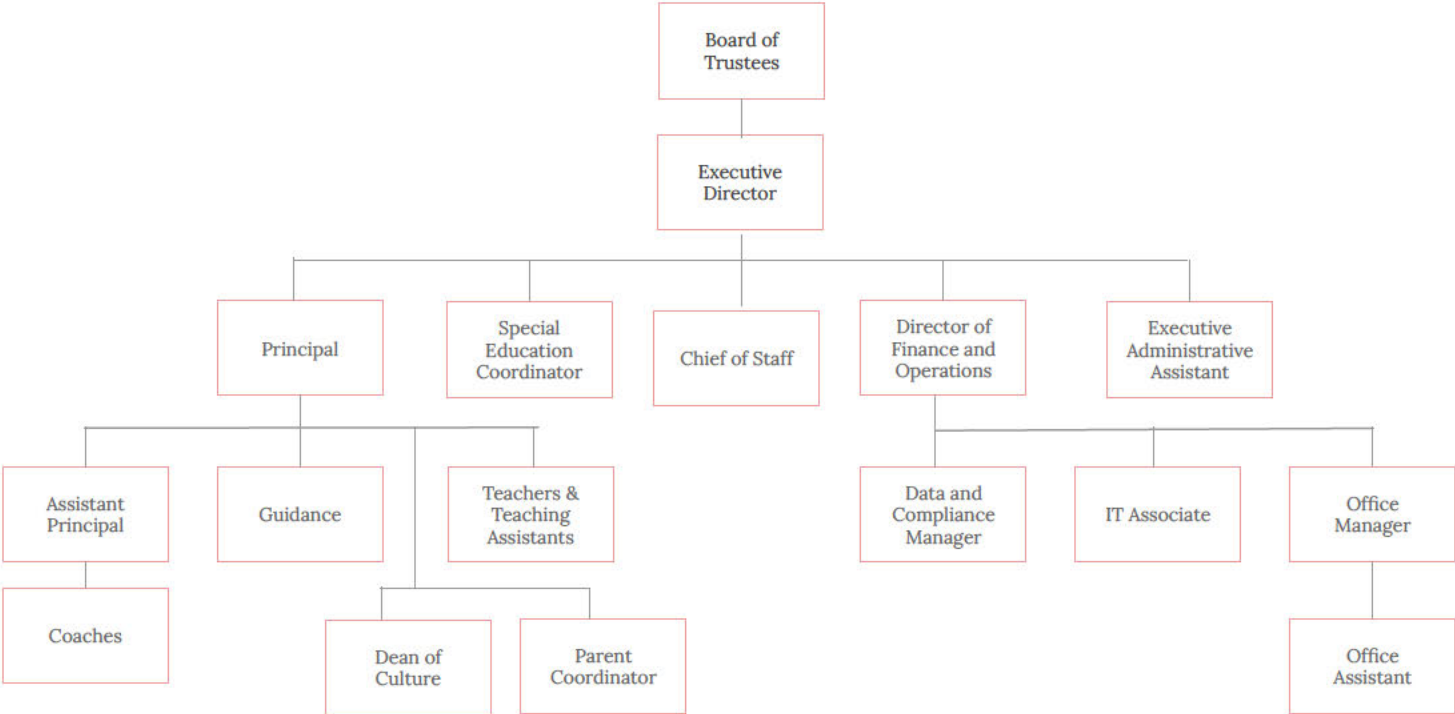 Board of
Trustees
Executive
Director
Principal
Special
Education
Coordinator
Chief of Staff
Director of
Finance and
Operations
Executive
Administrative
Assistant
Assistant
Principal
Guidance
Teachers &
Teaching
Assistants
Data and
Compliance
Manager
IT Associate
Office
Manager
Coaches
Dean of
Culture
Parent
Coordinator
Office
Assistant